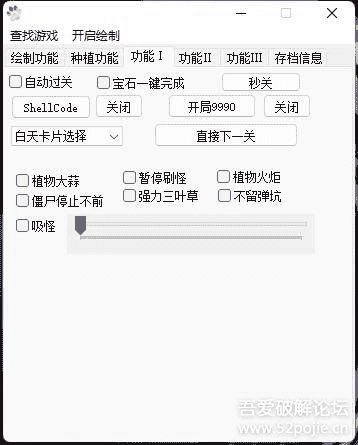 查找游戏 开启绘制
绘制功能 种植功能 功能Ⅰ 功能Ⅱ 功能Ⅲ 存档信息
自动过关 宝石一键完成 秒关
ShellCode 关闭 开局9990 关闭
白天卡片选择 直接下一关
植物大蒜 暂停刷怪 植物火炬
僵尸停止不前 强力三叶草 不留弹坑
吸怪
吾爱破解论坛
www.52pojie.cn